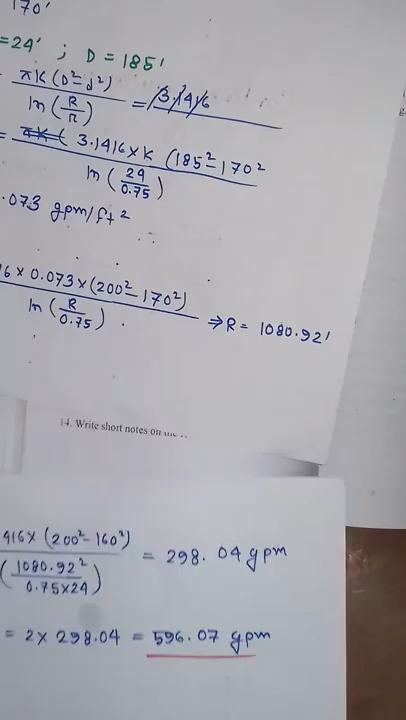 170'
=24' ; D = 185'
πK(D²-d²)
ln(R/r) = 3.1416
= πK( 3.1416 x K (185²-170²
ln(24/0.75)
.073 gpm/ft²
16 x 0.073 x (200²-170²)
ln(R/0.75) ⇒ R = 1080.92'
14. Write short notes on
416 x (200²-160²)
(1080.92²/0.75x24) = 298.04 gpm
= 2 x 298.04 = 596.07 gpm